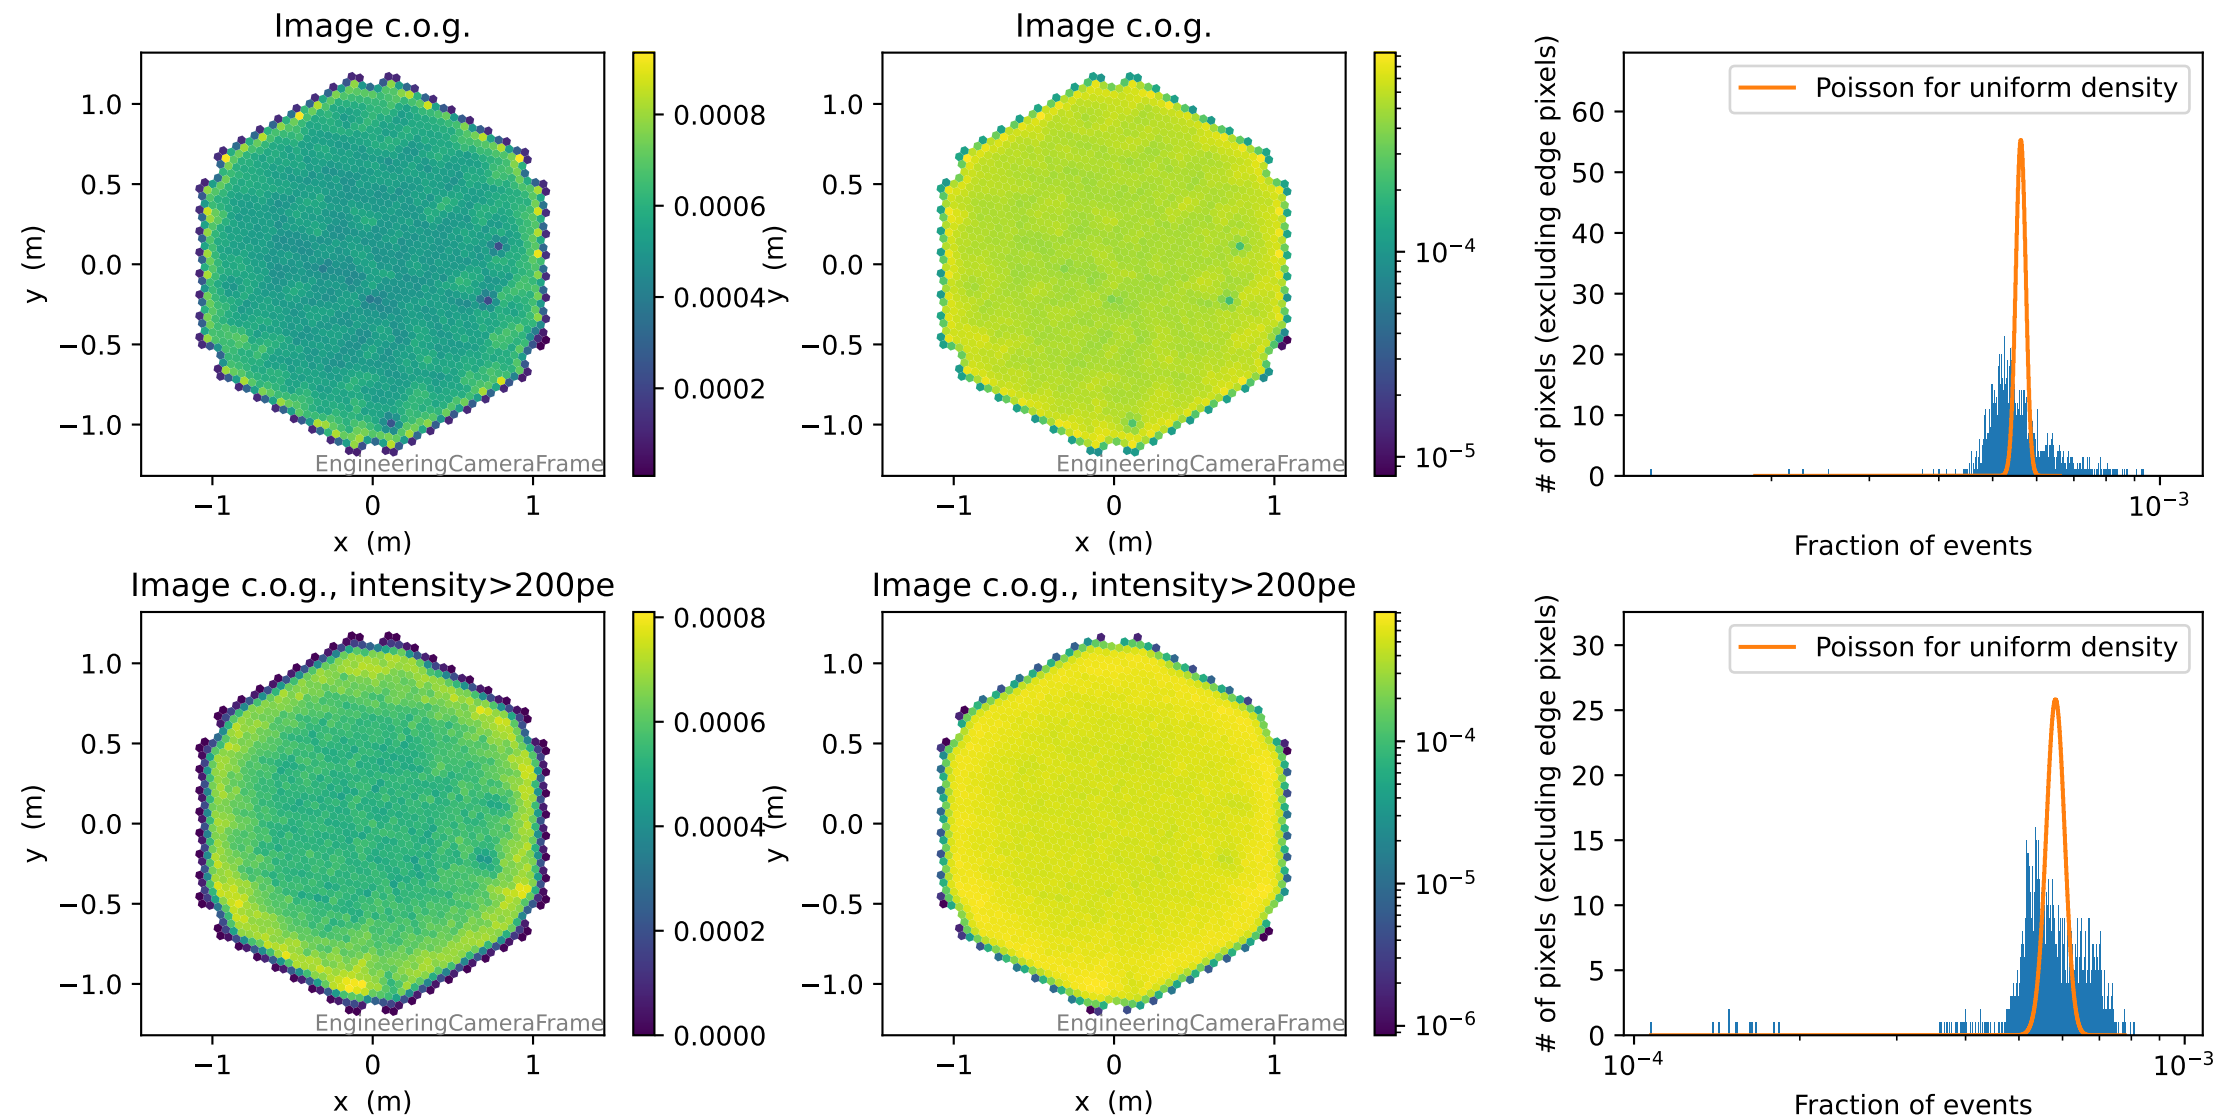 Image c.o.g.
1.0
0.5
0.0
−0.5
−1.0
y (m)
−1
0
1
x (m)
EngineeringCameraFrame
0.0008
0.0006
0.0004
0.0002
Image c.o.g.
1.0
0.5
0.0
−0.5
−1.0
y (m)
−1
0
1
x (m)
EngineeringCameraFrame
10⁻⁴
10⁻⁵
# of pixels (excluding edge pixels)
60
50
40
30
20
10
0
Poisson for uniform density
10⁻³
Fraction of events
Image c.o.g., intensity>200pe
1.0
0.5
0.0
−0.5
−1.0
y (m)
−1
0
1
x (m)
EngineeringCameraFrame
0.0008
0.0006
0.0004
0.0002
0.0000
Image c.o.g., intensity>200pe
1.0
0.5
0.0
−0.5
−1.0
y (m)
−1
0
1
x (m)
EngineeringCameraFrame
10⁻⁴
10⁻⁵
10⁻⁶
# of pixels (excluding edge pixels)
30
25
20
15
10
5
0
Poisson for uniform density
10⁻⁴
10⁻³
Fraction of events